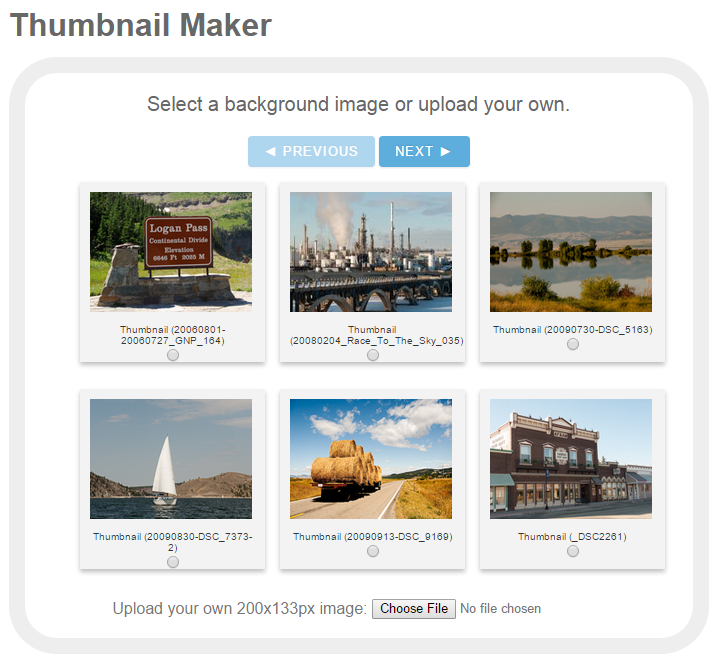 Thumbnail Maker
Select a background image or upload your own.
◄ PREVIOUS NEXT ►
Logan Pass
Continental Divide
Elevation
6646 Ft 2025 M
Thumbnail (20060801-
20060727_GNP_164)
Thumbnail
(20080204_Race_To_The_Sky_035)
Thumbnail (20090730-DSC_5163)
Thumbnail (20090830-DSC_7373-
2)
Thumbnail (20090913-DSC_9169)
Thumbnail (_DSC2261)
Upload your own 200x133px image: Choose File No file chosen